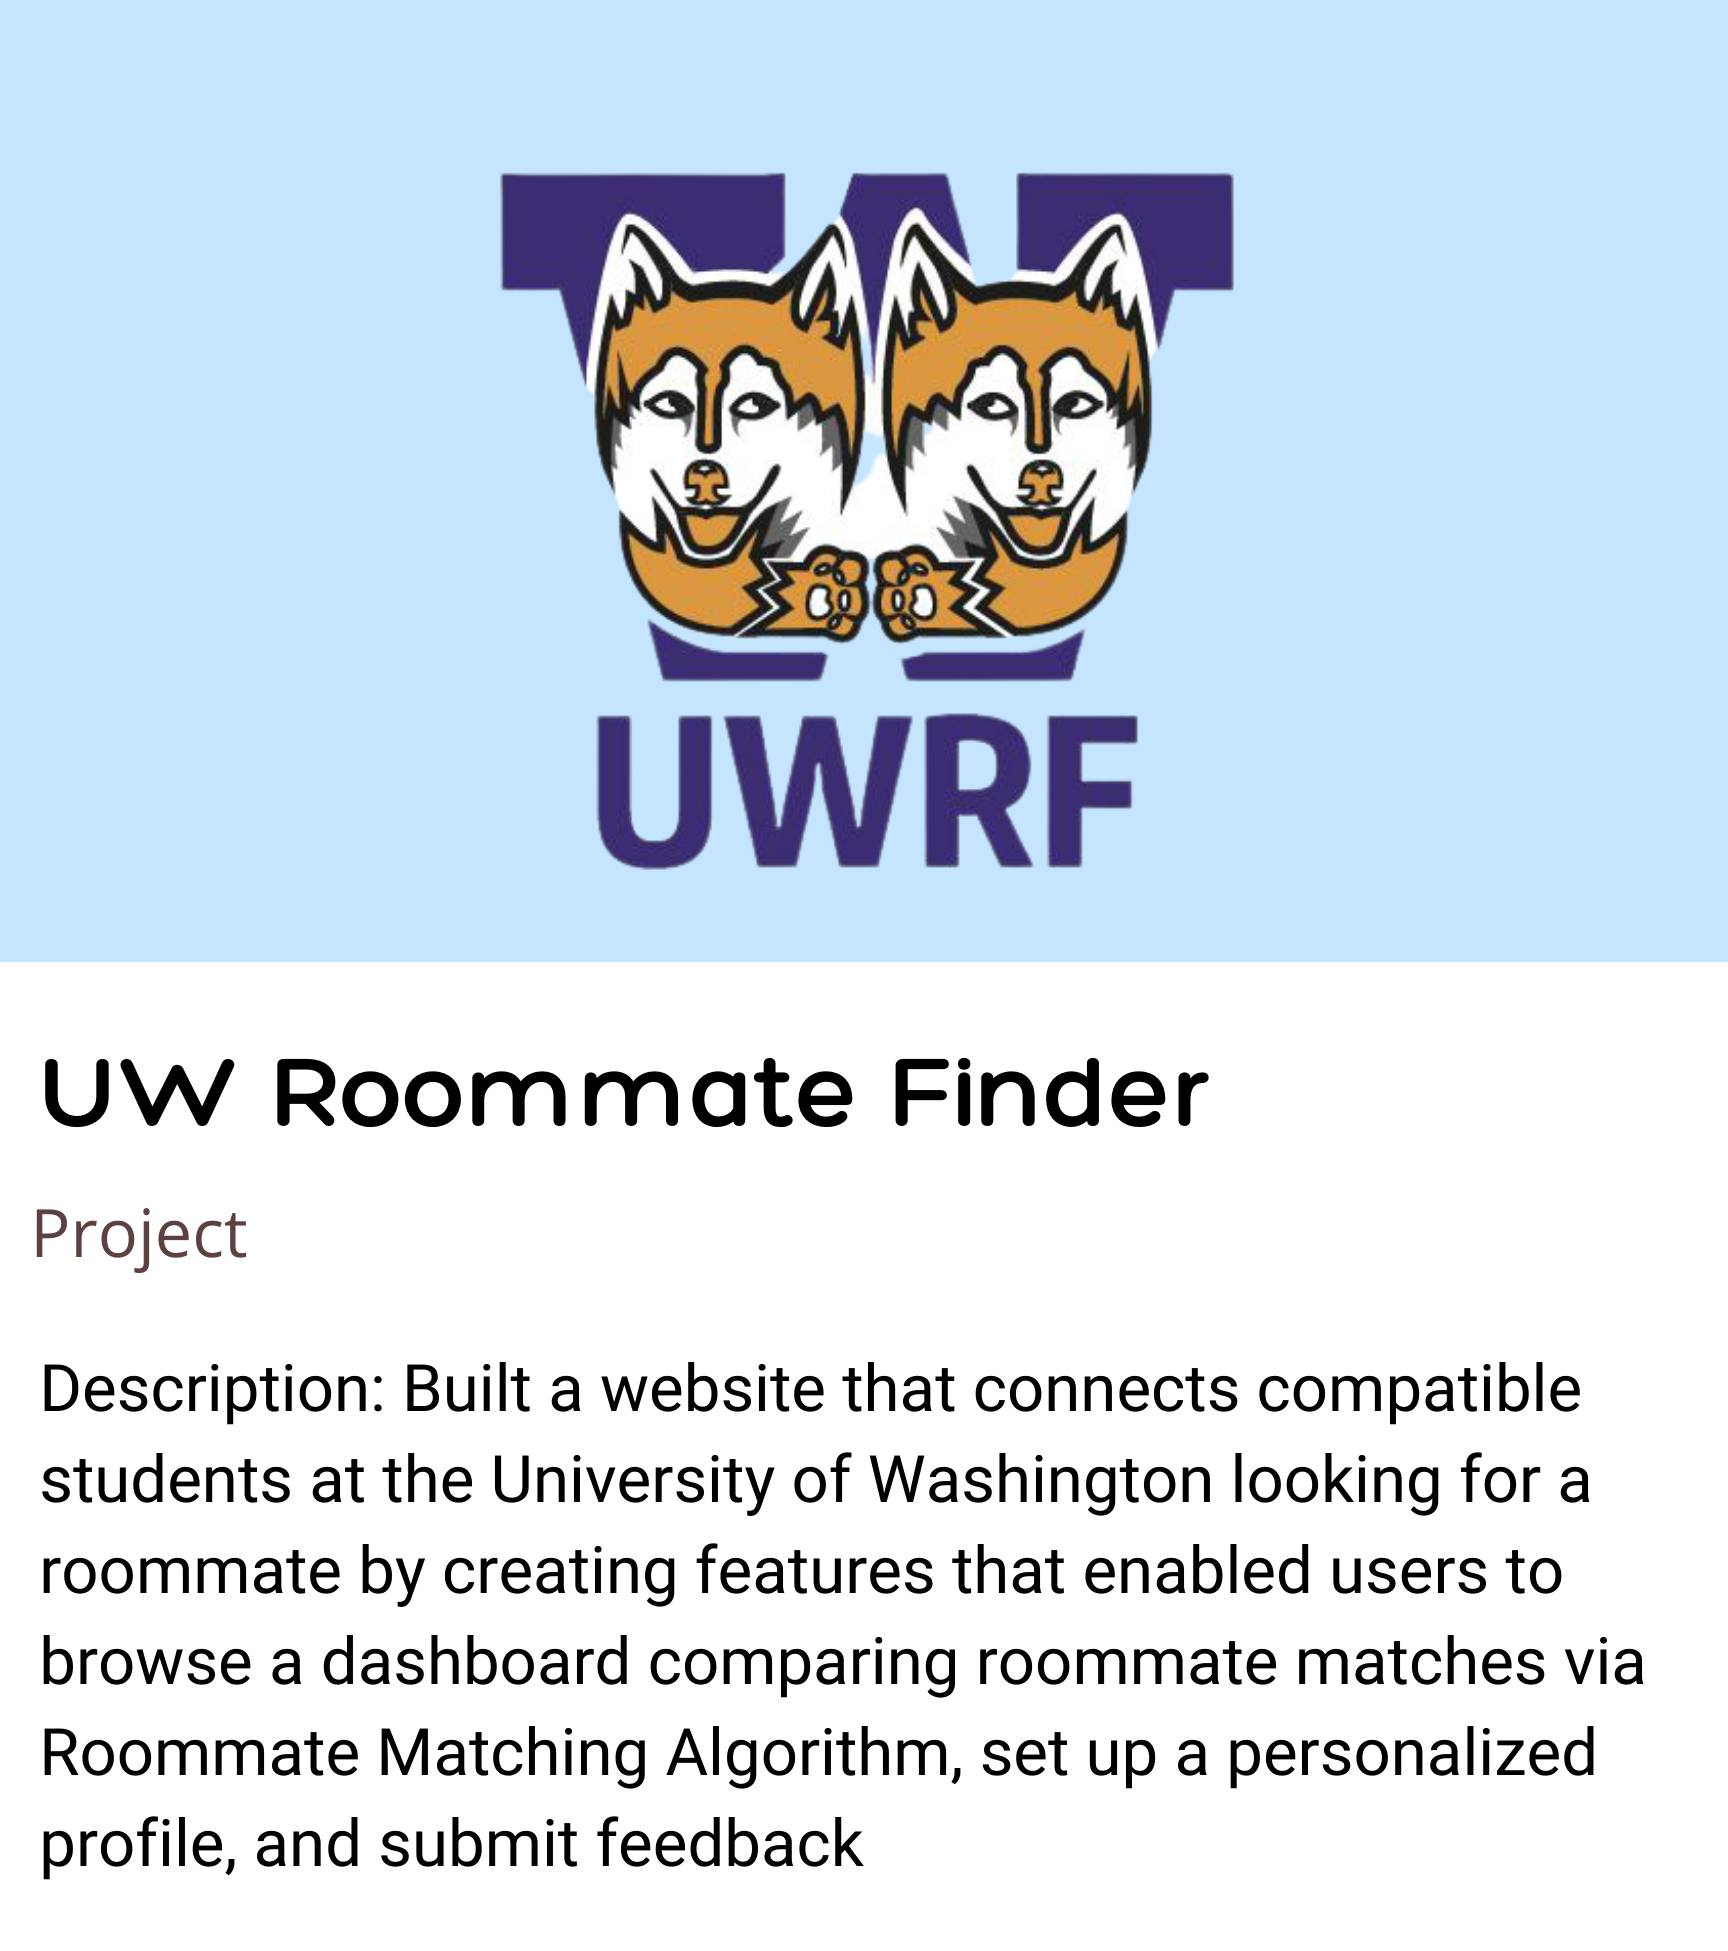 W
UWRF
UW Roommate Finder
Project
Description: Built a website that connects compatible
students at the University of Washington looking for a
roommate by creating features that enabled users to
browse a dashboard comparing roommate matches via
Roommate Matching Algorithm, set up a personalized
profile, and submit feedback